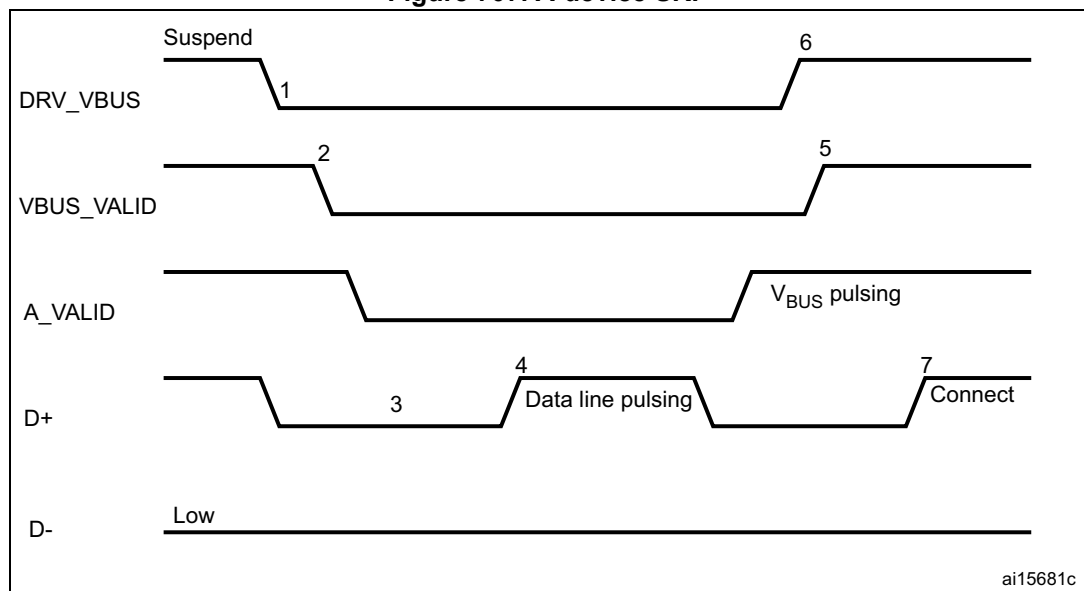 Suspend
6
DRV_VBUS
1
2
5
VBUS_VALID
A_VALID
VBUS pulsing
4
7
D+
3
Data line pulsing
Connect
D-
Low
ai15681c